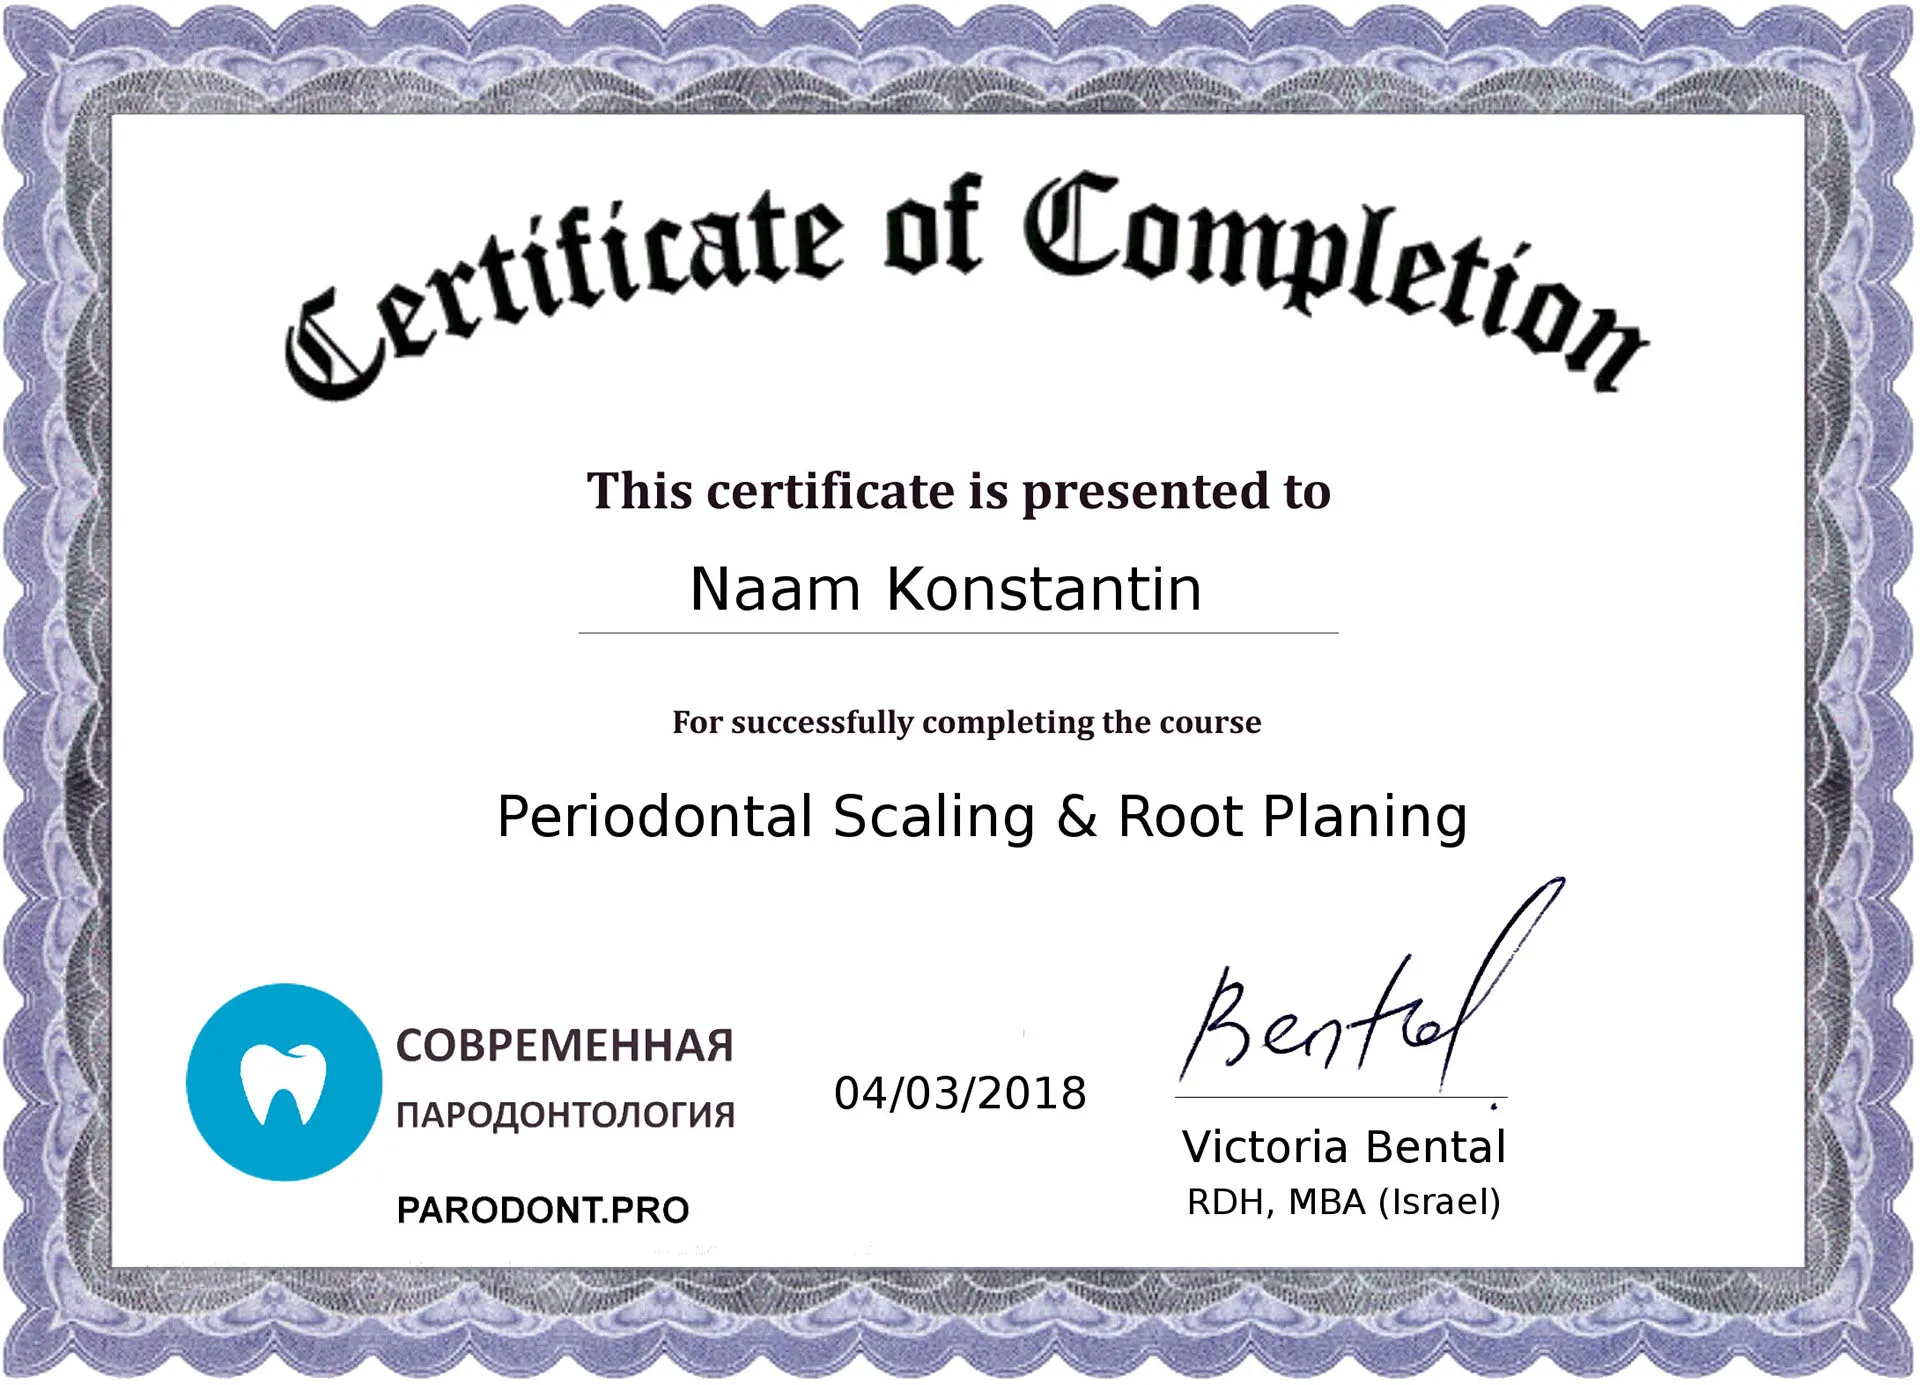 Certificate of Completion
This certificate is presented to
Naam Konstantin
For successfully completing the course
Periodontal Scaling & Root Planing
СОВРЕМЕННАЯ
ПАРОДОНТОЛОГИЯ
PARODONT.PRO
04/03/2018
Bental
Victoria Bental
RDH, MBA (Israel)